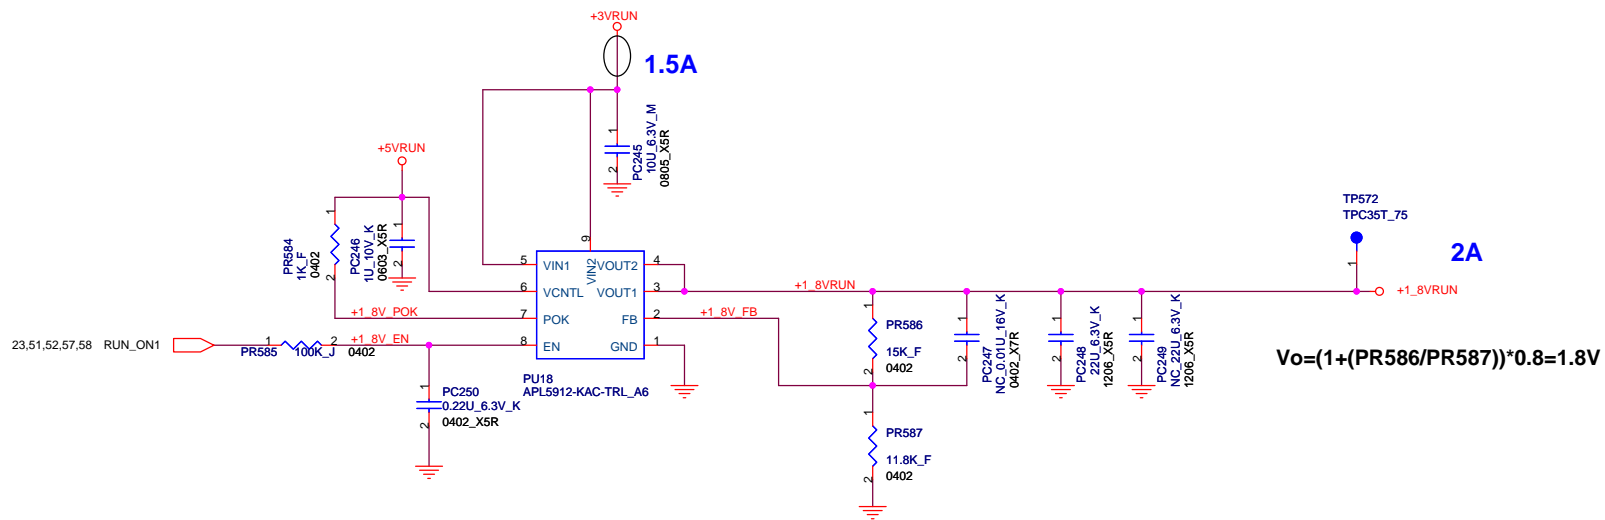 +3VRUN
1.5A
1
2
PC245
10U_6.3V_M
0805_X5R
+5VRUN
1
2
PR584
1K_F
0402
1
2
PC246
1U_10V_K
0603_X5R
9
5
VIN1
VIN2
VOUT2
4
6
VCNTL
VOUT1
3
7
POK
FB
2
8
EN
GND
1
+1_8V_POK
23,51,52,57,58 RUN_ON1
1
2
+1_8V_EN
PR585
100K_J
0402
PU18
APL5912-KAC-TRL_A6
1
2
PC250
0.22U_6.3V_K
0402_X5R
+1_8VRUN
+1_8V_FB
1
2
PR586
15K_F
0402
1
2
PC247
NC_0.01U_16V_K
0402_X7R
1
2
PC248
22U_6.3V_K
1206_X5R
1
2
PC249
NC_22U_6.3V_K
1206_X5R
1
2
PR587
11.8K_F
0402
TP572
TPC35T_75
1
2A
+1_8VRUN
Vo=(1+(PR586/PR587))*0.8=1.8V